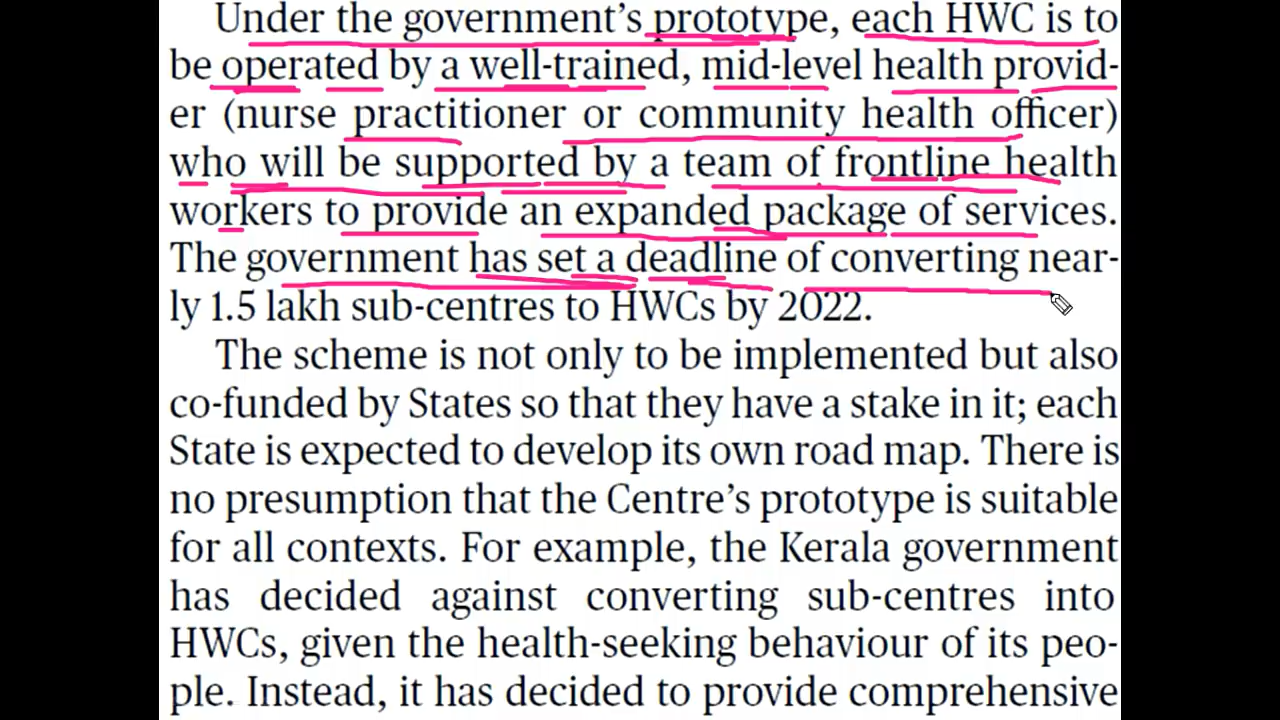 Under the government’s prototype, each HWC is to
be operated by a well-trained, mid-level health provid-
er (nurse practitioner or community health officer)
who will be supported by a team of frontline health
workers to provide an expanded package of services.
The government has set a deadline of converting near-
ly 1.5 lakh sub-centres to HWCs by 2022.
The scheme is not only to be implemented but also
co-funded by States so that they have a stake in it; each
State is expected to develop its own road map. There is
no presumption that the Centre’s prototype is suitable
for all contexts. For example, the Kerala government
has decided against converting sub-centres into
HWCs, given the health-seeking behaviour of its peo-
ple. Instead, it has decided to provide comprehensive